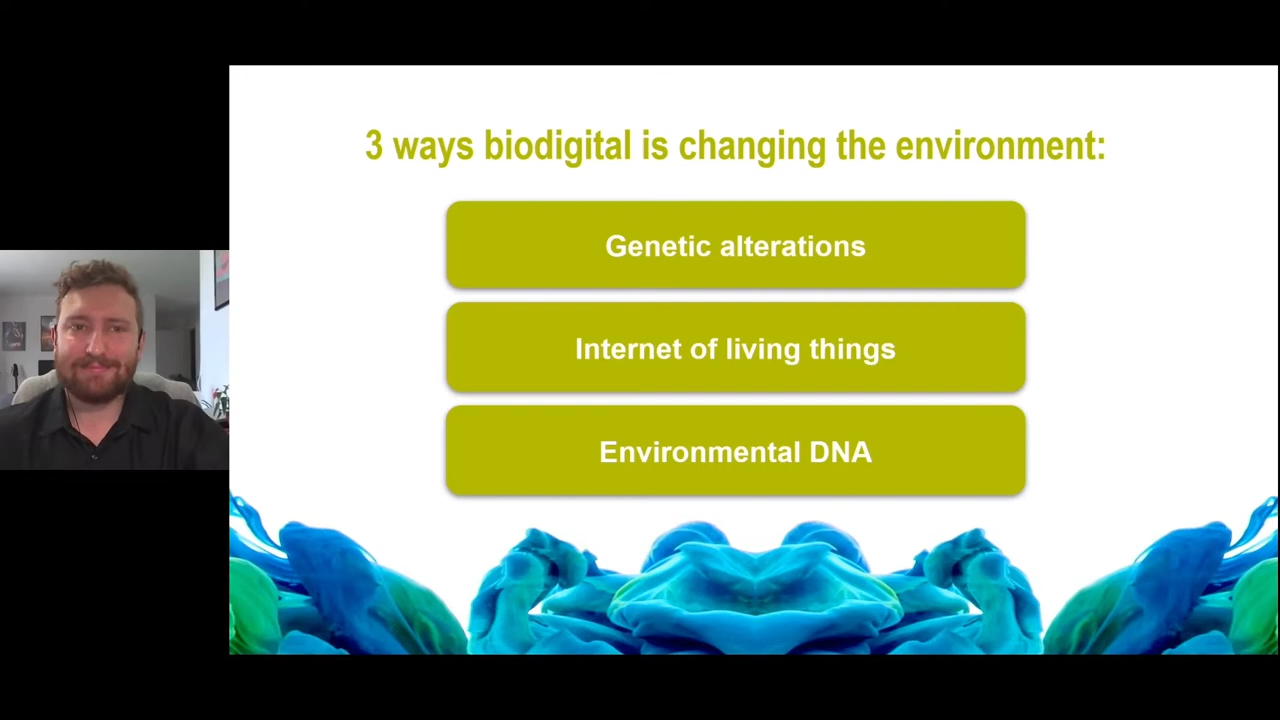 3 ways biodigital is changing the environment:
Genetic alterations
Internet of living things
Environmental DNA